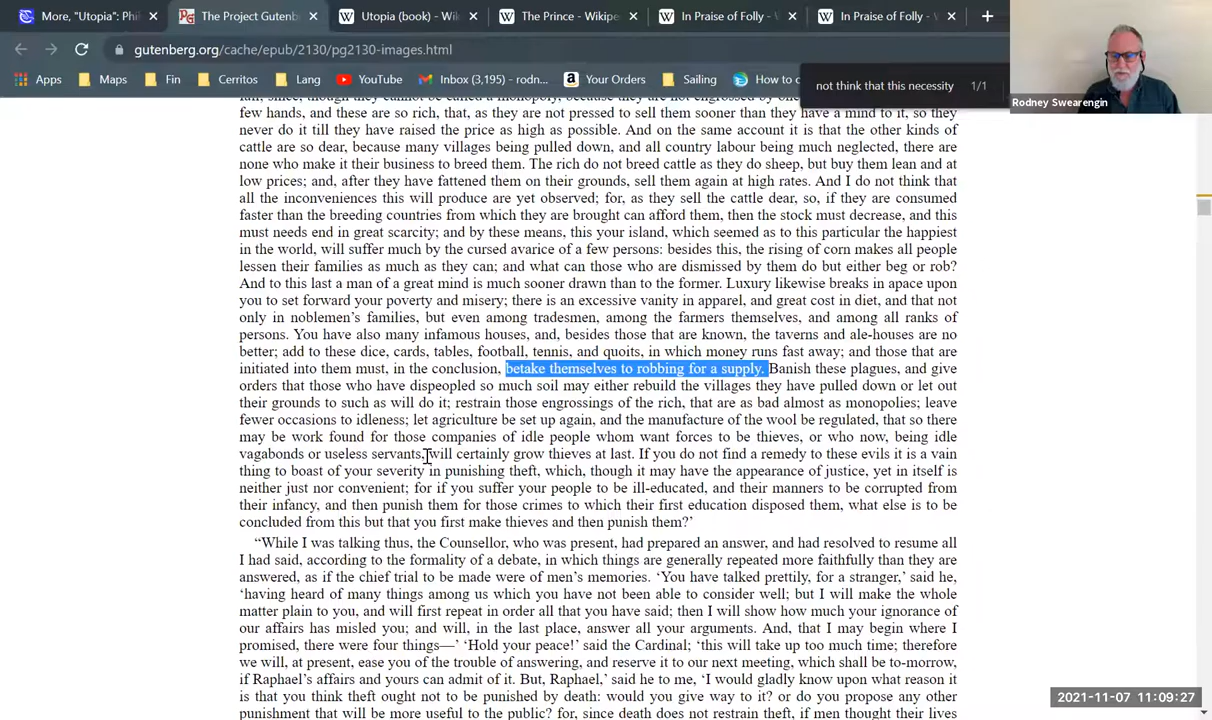 More, "Utopia": Phil
The Project Gutenb
Utopia (book) - Wiki
The Prince - Wikipe
In Praise of Folly - W
In Praise of Folly - W
gutenberg.org/cache/epub/2130/pg2130-images.html
Apps Maps Fin Cerritos Lang YouTube Inbox (3,195) - rodn... Your Orders Sailing How to c
not think that this necessity 1/1
Rodney Swearengin
few hands, and these are so rich, that, as they are not pressed to sell them sooner than they have a mind to it, so they
never do it till they have raised the price as high as possible. And on the same account it is that the other kinds of
cattle are so dear, because many villages being pulled down, and all country labour being much neglected, there are
none who make it their business to breed them. The rich do not breed cattle as they do sheep, but buy them lean and at
low prices; and, after they have fattened them on their grounds, sell them again at high rates. And I do not think that
all the inconveniences this will produce are yet observed; for, as they sell the cattle dear, so, if they are consumed
faster than the breeding countries from which they are brought can afford them, then the stock must decrease, and this
must needs end in great scarcity; and by these means, this your island, which seemed as to this particular the happiest
in the world, will suffer much by the cursed avarice of a few persons: besides this, the rising of corn makes all people
lessen their families as much as they can; and what can those who are dismissed by them do but either beg or rob?
And to this last a man of a great mind is much sooner drawn than to the former. Luxury likewise breaks in apace upon
you to set forward your poverty and misery; there is an excessive vanity in apparel, and great cost in diet, and that not
only in noblemen's families, but even among tradesmen, among the farmers themselves, and among all ranks of
persons. You have also many infamous houses, and, besides those that are known, the taverns and ale-houses are no
better; add to these dice, cards, tables, football, tennis, and quoits, in which money runs fast away; and those that are
initiated into them must, in the conclusion, betake themselves to robbing for a supply. Banish these plagues, and give
orders that those who have dispeopled so much soil may either rebuild the villages they have pulled down or let out
their grounds to such as will do it; restrain those engrossings of the rich, that are as bad almost as monopolies; leave
fewer occasions to idleness; let agriculture be set up again, and the manufacture of the wool be regulated, that so there
may be work found for those companies of idle people whom want forces to be thieves, or who now, being idle
vagabonds or useless servants, will certainly grow thieves at last. If you do not find a remedy to these evils it is a vain
thing to boast of your severity in punishing theft, which, though it may have the appearance of justice, yet in itself is
neither just nor convenient; for if you suffer your people to be ill-educated, and their manners to be corrupted from
their infancy, and then punish them for those crimes to which their first education disposed them, what else is to be
concluded from this but that you first make thieves and then punish them?’
“While I was talking thus, the Counsellor, who was present, had prepared an answer, and had resolved to resume all
I had said, according to the formality of a debate, in which things are generally repeated more faithfully than they are
answered, as if the chief trial to be made were of men’s memories. ‘You have talked prettily, for a stranger,’ said he,
‘having heard of many things among us which you have not been able to consider well; but I will make the whole
matter plain to you, and will first repeat in order all that you have said; then I will show how much your ignorance of
our affairs has misled you; and will, in the last place, answer all your arguments. And, that I may begin where I
promised, there were four things—’ ‘Hold your peace!’ said the Cardinal; ‘this will take up too much time; therefore
we will, at present, ease you of the trouble of answering, and reserve it to our next meeting, which shall be to-morrow,
if Raphael’s affairs and yours can admit of it. But, Raphael,’ said he to me, ‘I would gladly know upon what reason it
is that you think theft ought not to be punished by death: would you give way to it? or do you propose any other
punishment that will be more useful to the public? for, since death does not restrain theft, if men thought their lives
2021-11-07 11:09:27